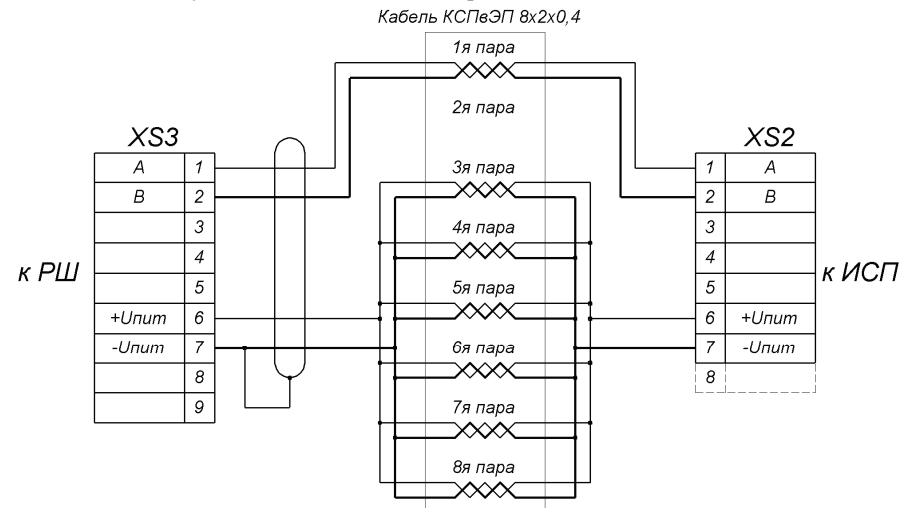 Кабель КСПвЭП 8х2х0,4
1я пара
2я пара
XS3
XS2
А 1
1 А
3я пара
В 2
2 В
3
3
4я пара
4
4
к РШ
к ИСП
5
5
5я пара
+Uпит 6
6 +Uпит
-Uпит 7
6я пара
7 -Uпит
8
8
9
7я пара
8я пара